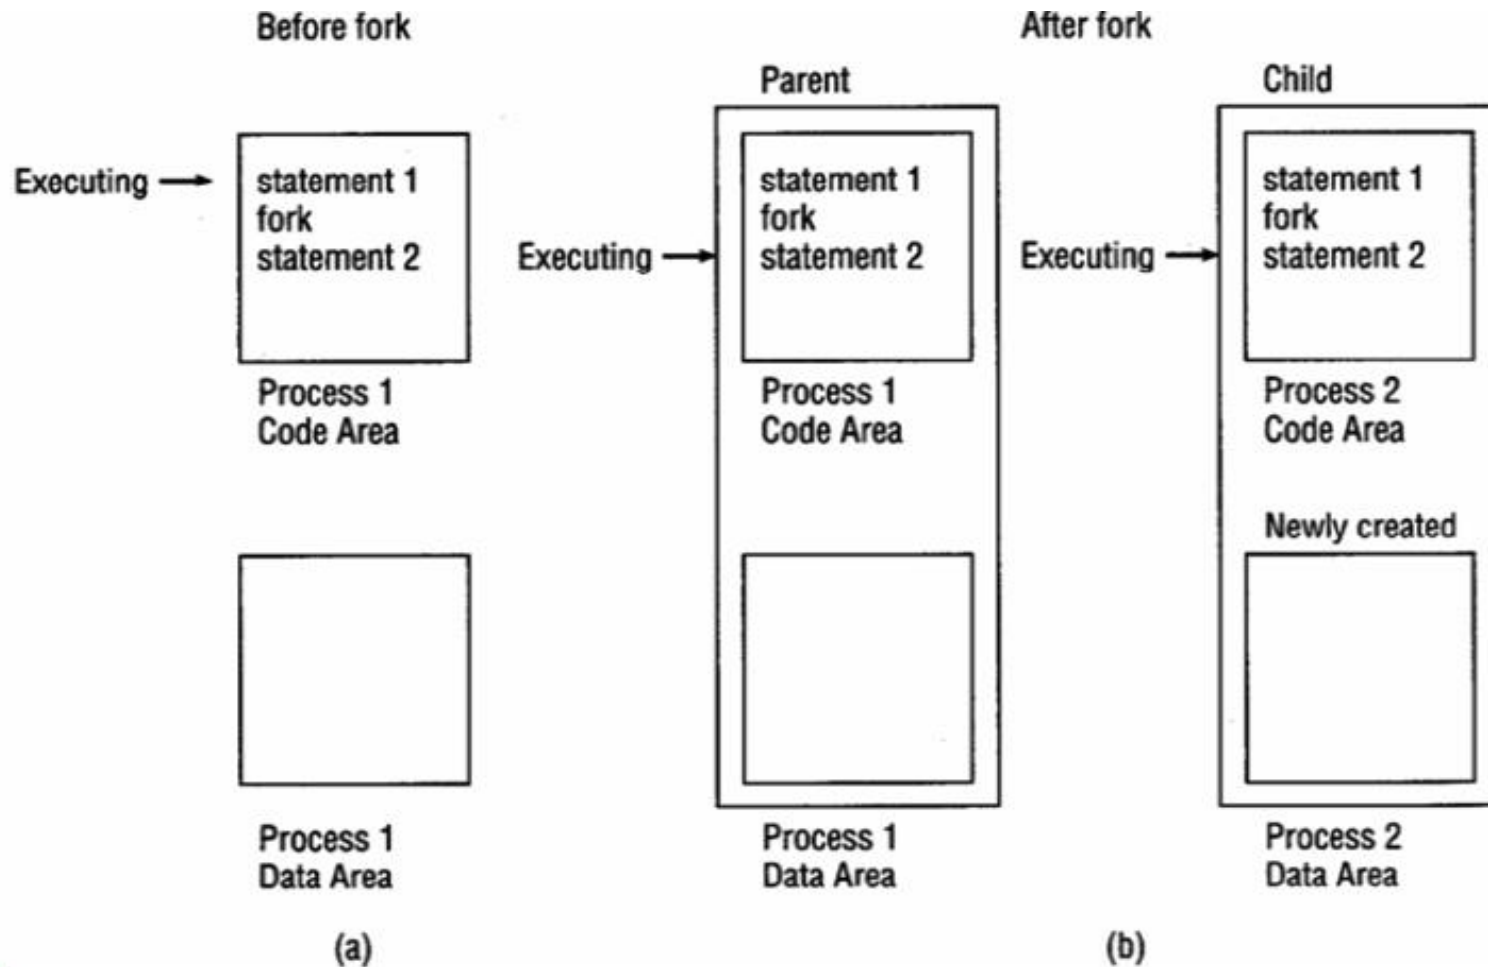 Before fork
After fork
Parent
Child
Executing
statement 1
fork
statement 2
Process 1
Code Area
Process 1
Data Area
(a)
Executing
statement 1
fork
statement 2
Process 1
Code Area
Process 1
Data Area
Executing
statement 1
fork
statement 2
Process 2
Code Area
Newly created
Process 2
Data Area
(b)